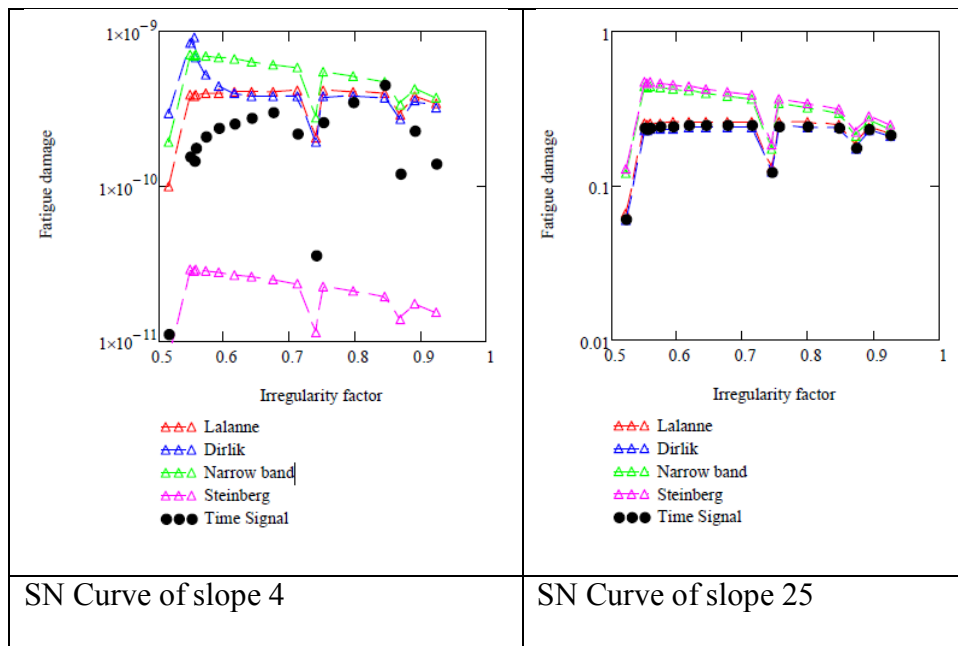 1×10⁻⁹
1×10⁻¹⁰
1×10⁻¹¹
Fatigue damage
0.5 0.6 0.7 0.8 0.9 1
Irregularity factor
Lalanne
Dirlik
Narrow band
Steinberg
Time Signal
SN Curve of slope 4
1
0.1
0.01
Fatigue damage
0.5 0.6 0.7 0.8 0.9 1
Irregularity factor
Lalanne
Dirlik
Narrow band
Steinberg
Time Signal
SN Curve of slope 25